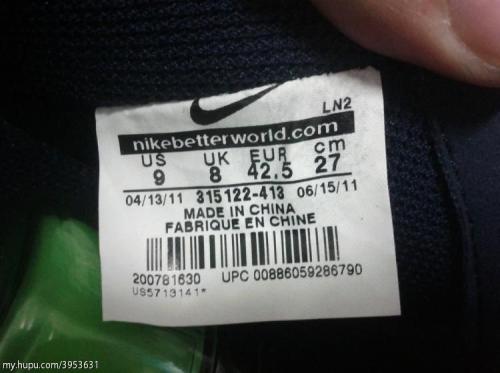 LN2
nikebetterworld.com
US UK EUR cm
9 8 42.5 27
04/13/11 315122-413 06/15/11
MADE IN CHINA
FABRIQUE EN CHINE
200781630 UPC 00886059286790
US5713141*
my.hupu.com/3953631